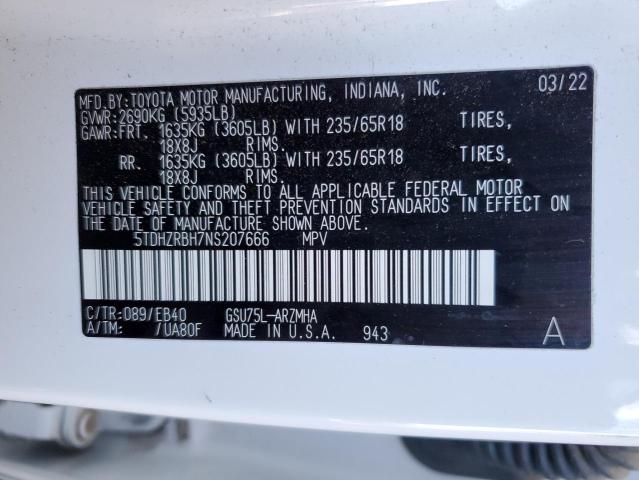 MFD.BY:TOYOTA MOTOR MANUFACTURING, INDIANA, INC. 03/22
GVWR:2690KG (5935LB)
GAWR:FRT. 1635KG (3605LB) WITH 235/65R18 TIRES,
18X8J RIMS.
RR. 1635KG (3605LB) WITH 235/65R18 TIRES,
18X8J RIMS.
THIS VEHICLE CONFORMS TO ALL APPLICABLE FEDERAL MOTOR
VEHICLE SAFETY AND THEFT PREVENTION STANDARDS IN EFFECT ON
THE DATE OF MANUFACTURE SHOWN ABOVE.
5TDHZRBH7NS207666 MPV
C/TR:089/EB40 GSU75L-ARZMHA
A/TM: /UA80F MADE IN U.S.A. 943 A